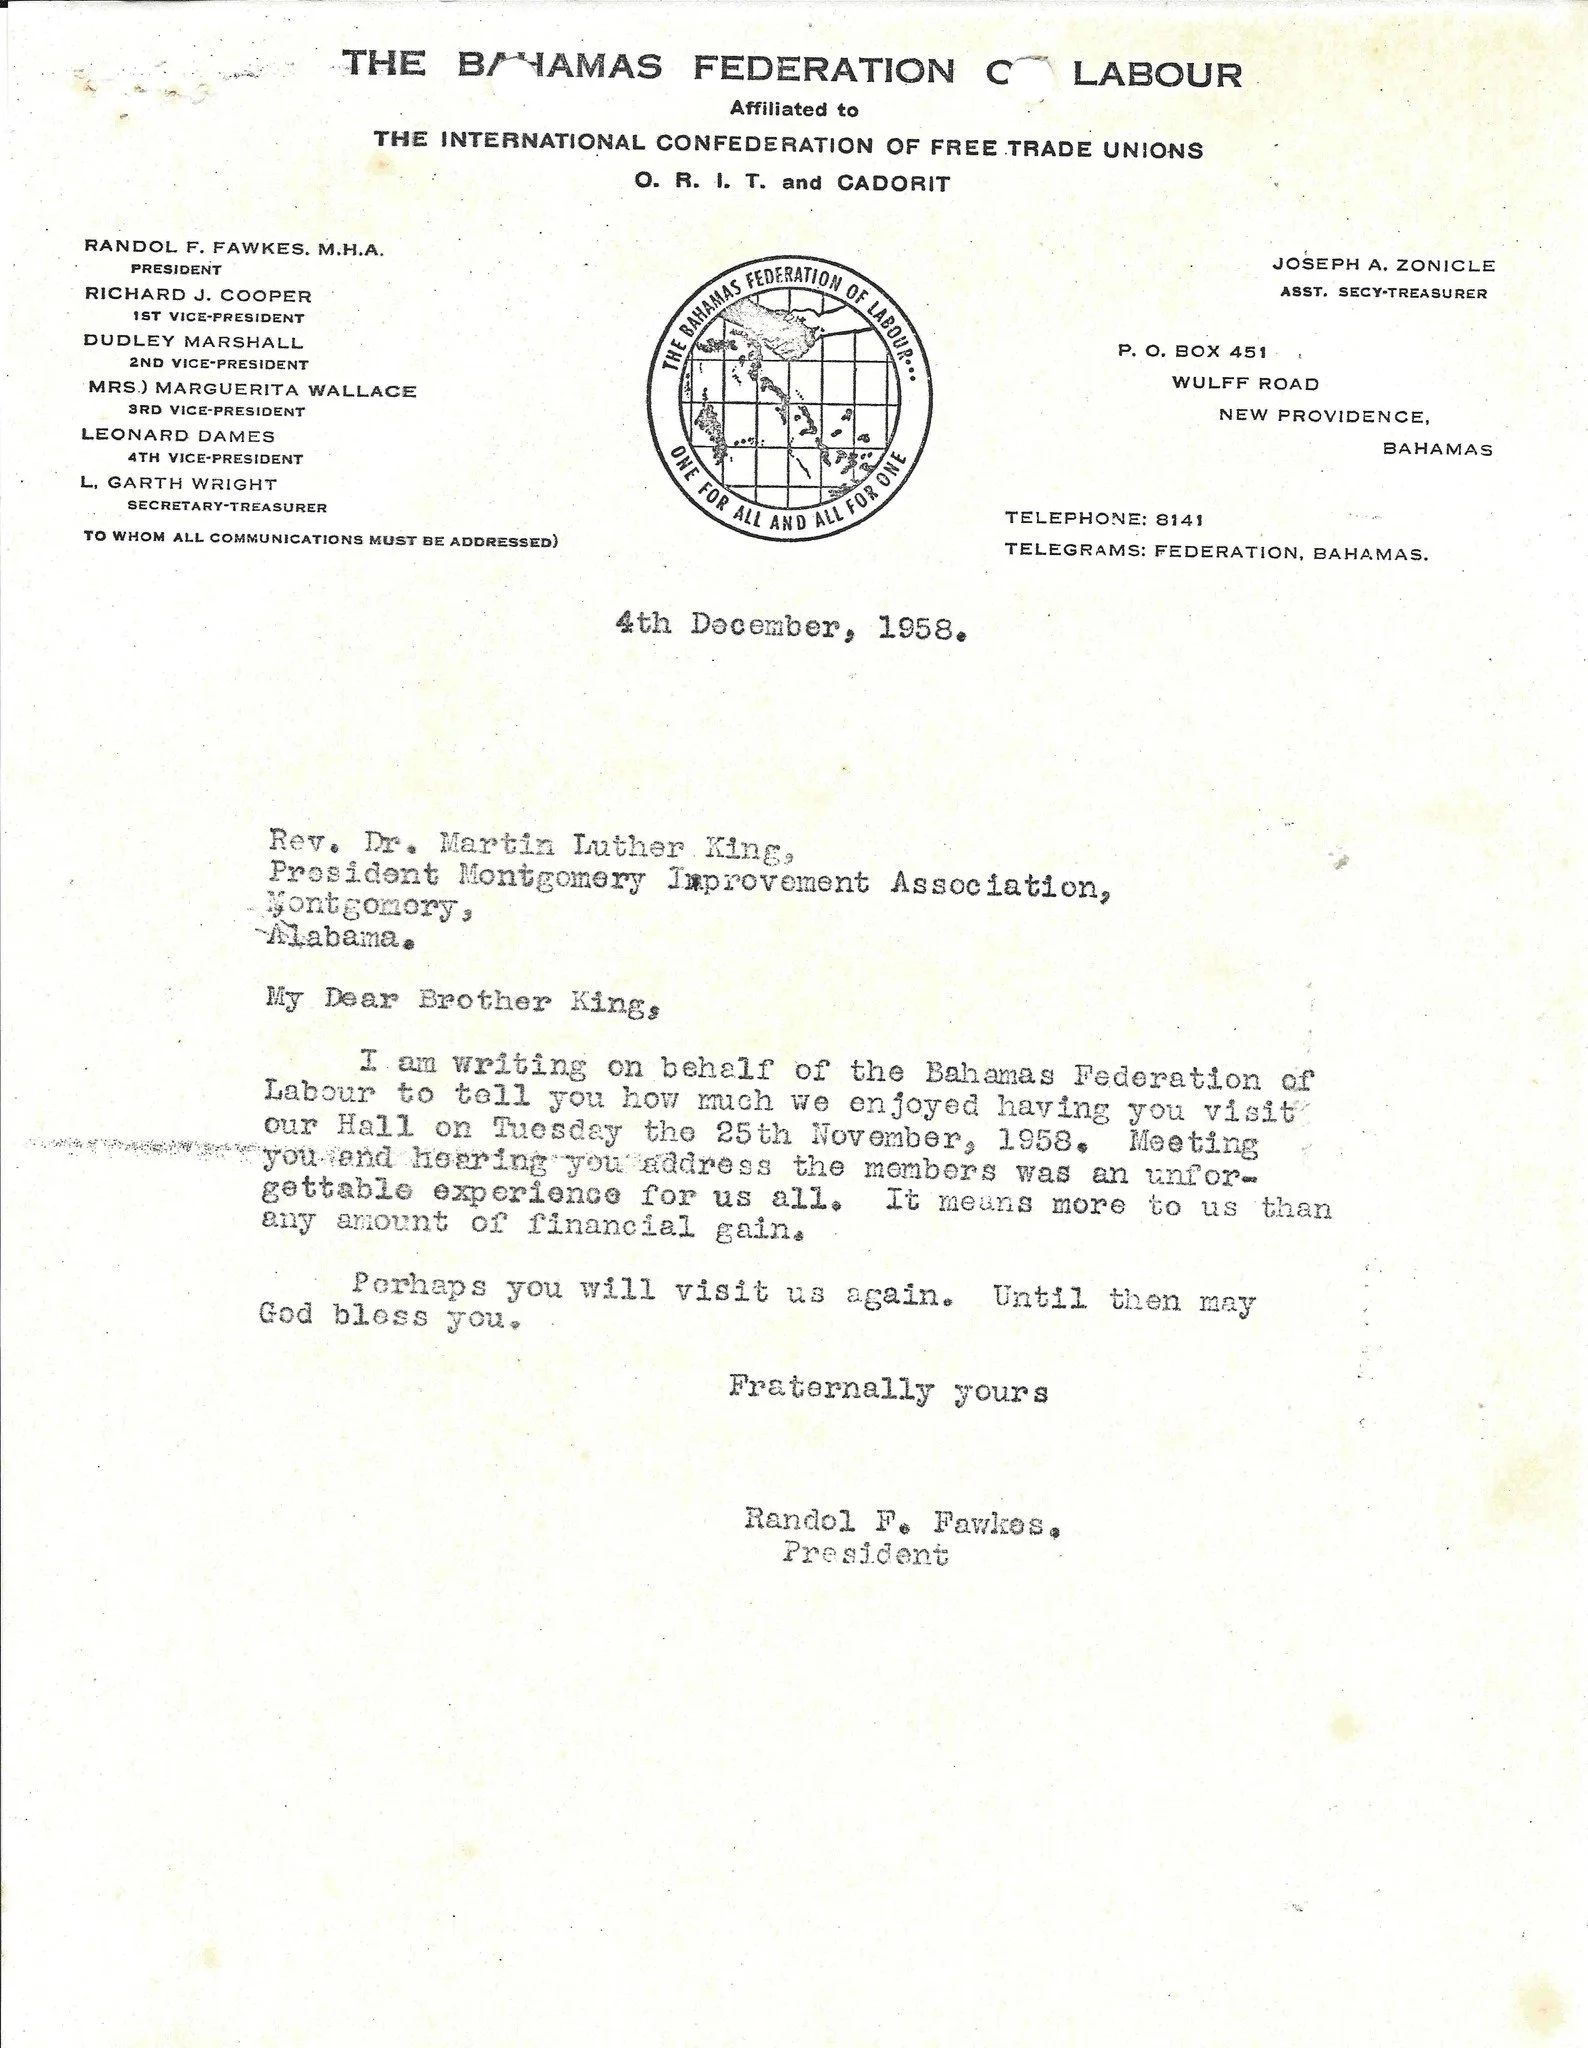 THE BAHAMAS FEDERATION OF LABOUR
Affiliated to
THE INTERNATIONAL CONFEDERATION OF FREE TRADE UNIONS
O. R. I. T. and CADORIT
RANDOL F. FAWKES. M.H.A.
PRESIDENT
RICHARD J. COOPER
1ST VICE-PRESIDENT
DUDLEY MARSHALL
2ND VICE-PRESIDENT
MRS.) MARGUERITA WALLACE
3RD VICE-PRESIDENT
LEONARD DAMES
4TH VICE-PRESIDENT
L. GARTH WRIGHT
SECRETARY-TREASURER
TO WHOM ALL COMMUNICATIONS MUST BE ADDRESSED)
THE BAHAMAS FEDERATION OF LABOUR...
ONE FOR ALL AND ALL FOR ONE
JOSEPH A. ZONICLE
ASST. SECY-TREASURER
P. O. BOX 451
WULFF ROAD
NEW PROVIDENCE,
BAHAMAS
TELEPHONE: 8141
TELEGRAMS: FEDERATION, BAHAMAS.
4th December, 1958.
Rev. Dr. Martin Luther King,
President Montgomery Improvement Association,
Montgomery,
Alabama.
My Dear Brother King,
I am writing on behalf of the Bahamas Federation of
Labour to tell you how much we enjoyed having you visit
our Hall on Tuesday the 25th November, 1958. Meeting
you and hearing you address the members was an unfor-
gettable experience for us all. It means more to us than
any amount of financial gain.
Perhaps you will visit us again. Until then may
God bless you.
Fraternally yours
Randol F. Fawkes.
President